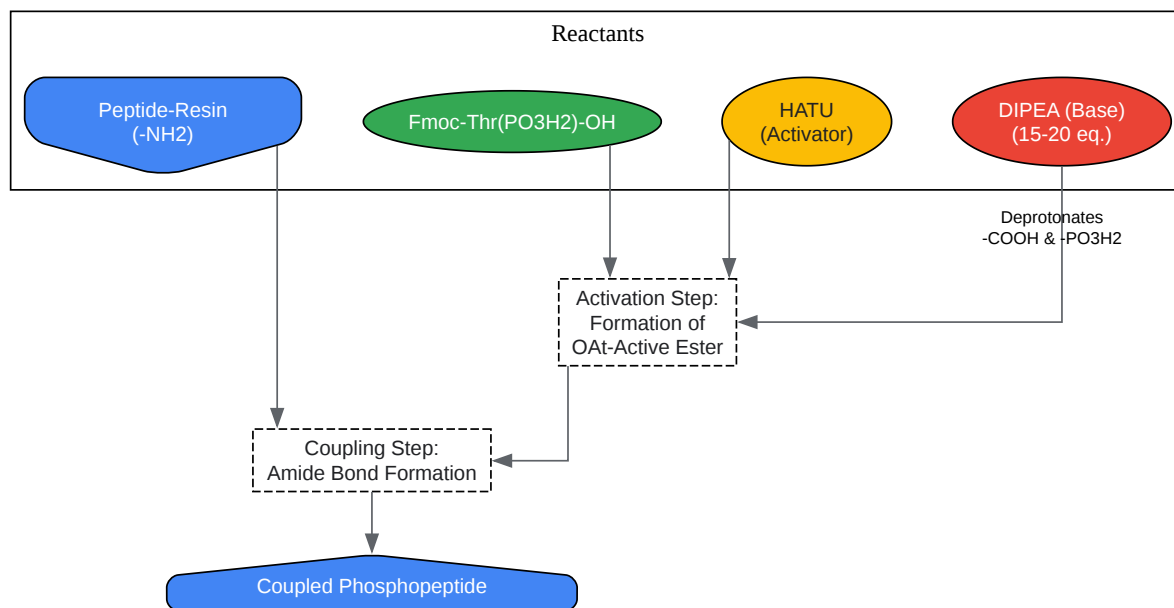 Reactants
Peptide-Resin
(-NH2)
Fmoc-Thr(PO3H2)-OH
HATU
(Activator)
DIPEA (Base)
(15-20 eq.)
Deprotonates
-COOH & -PO3H2
Activation Step:
Formation of
OAt-Active Ester
Coupling Step:
Amide Bond Formation
Coupled Phosphopeptide